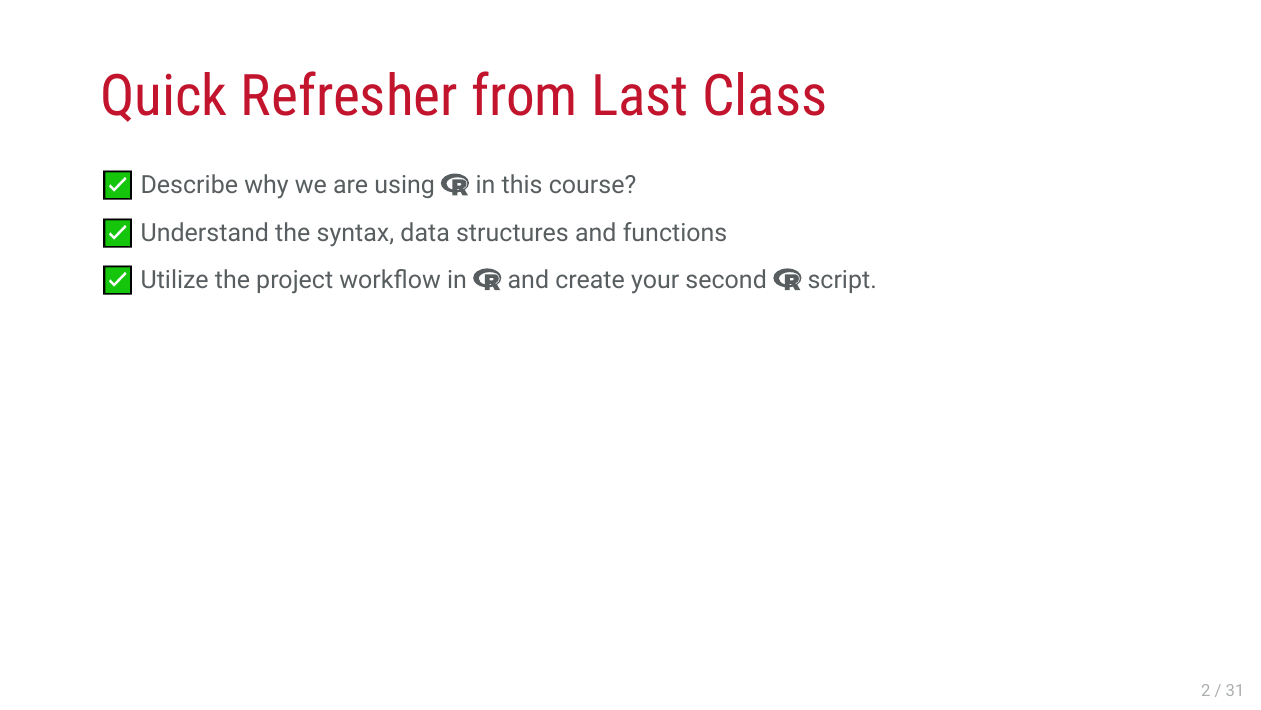 Quick Refresher from Last Class
Describe why we are using R in this course?
Understand the syntax, data structures and functions
Utilize the project workflow in R and create your second R script.
2 / 31